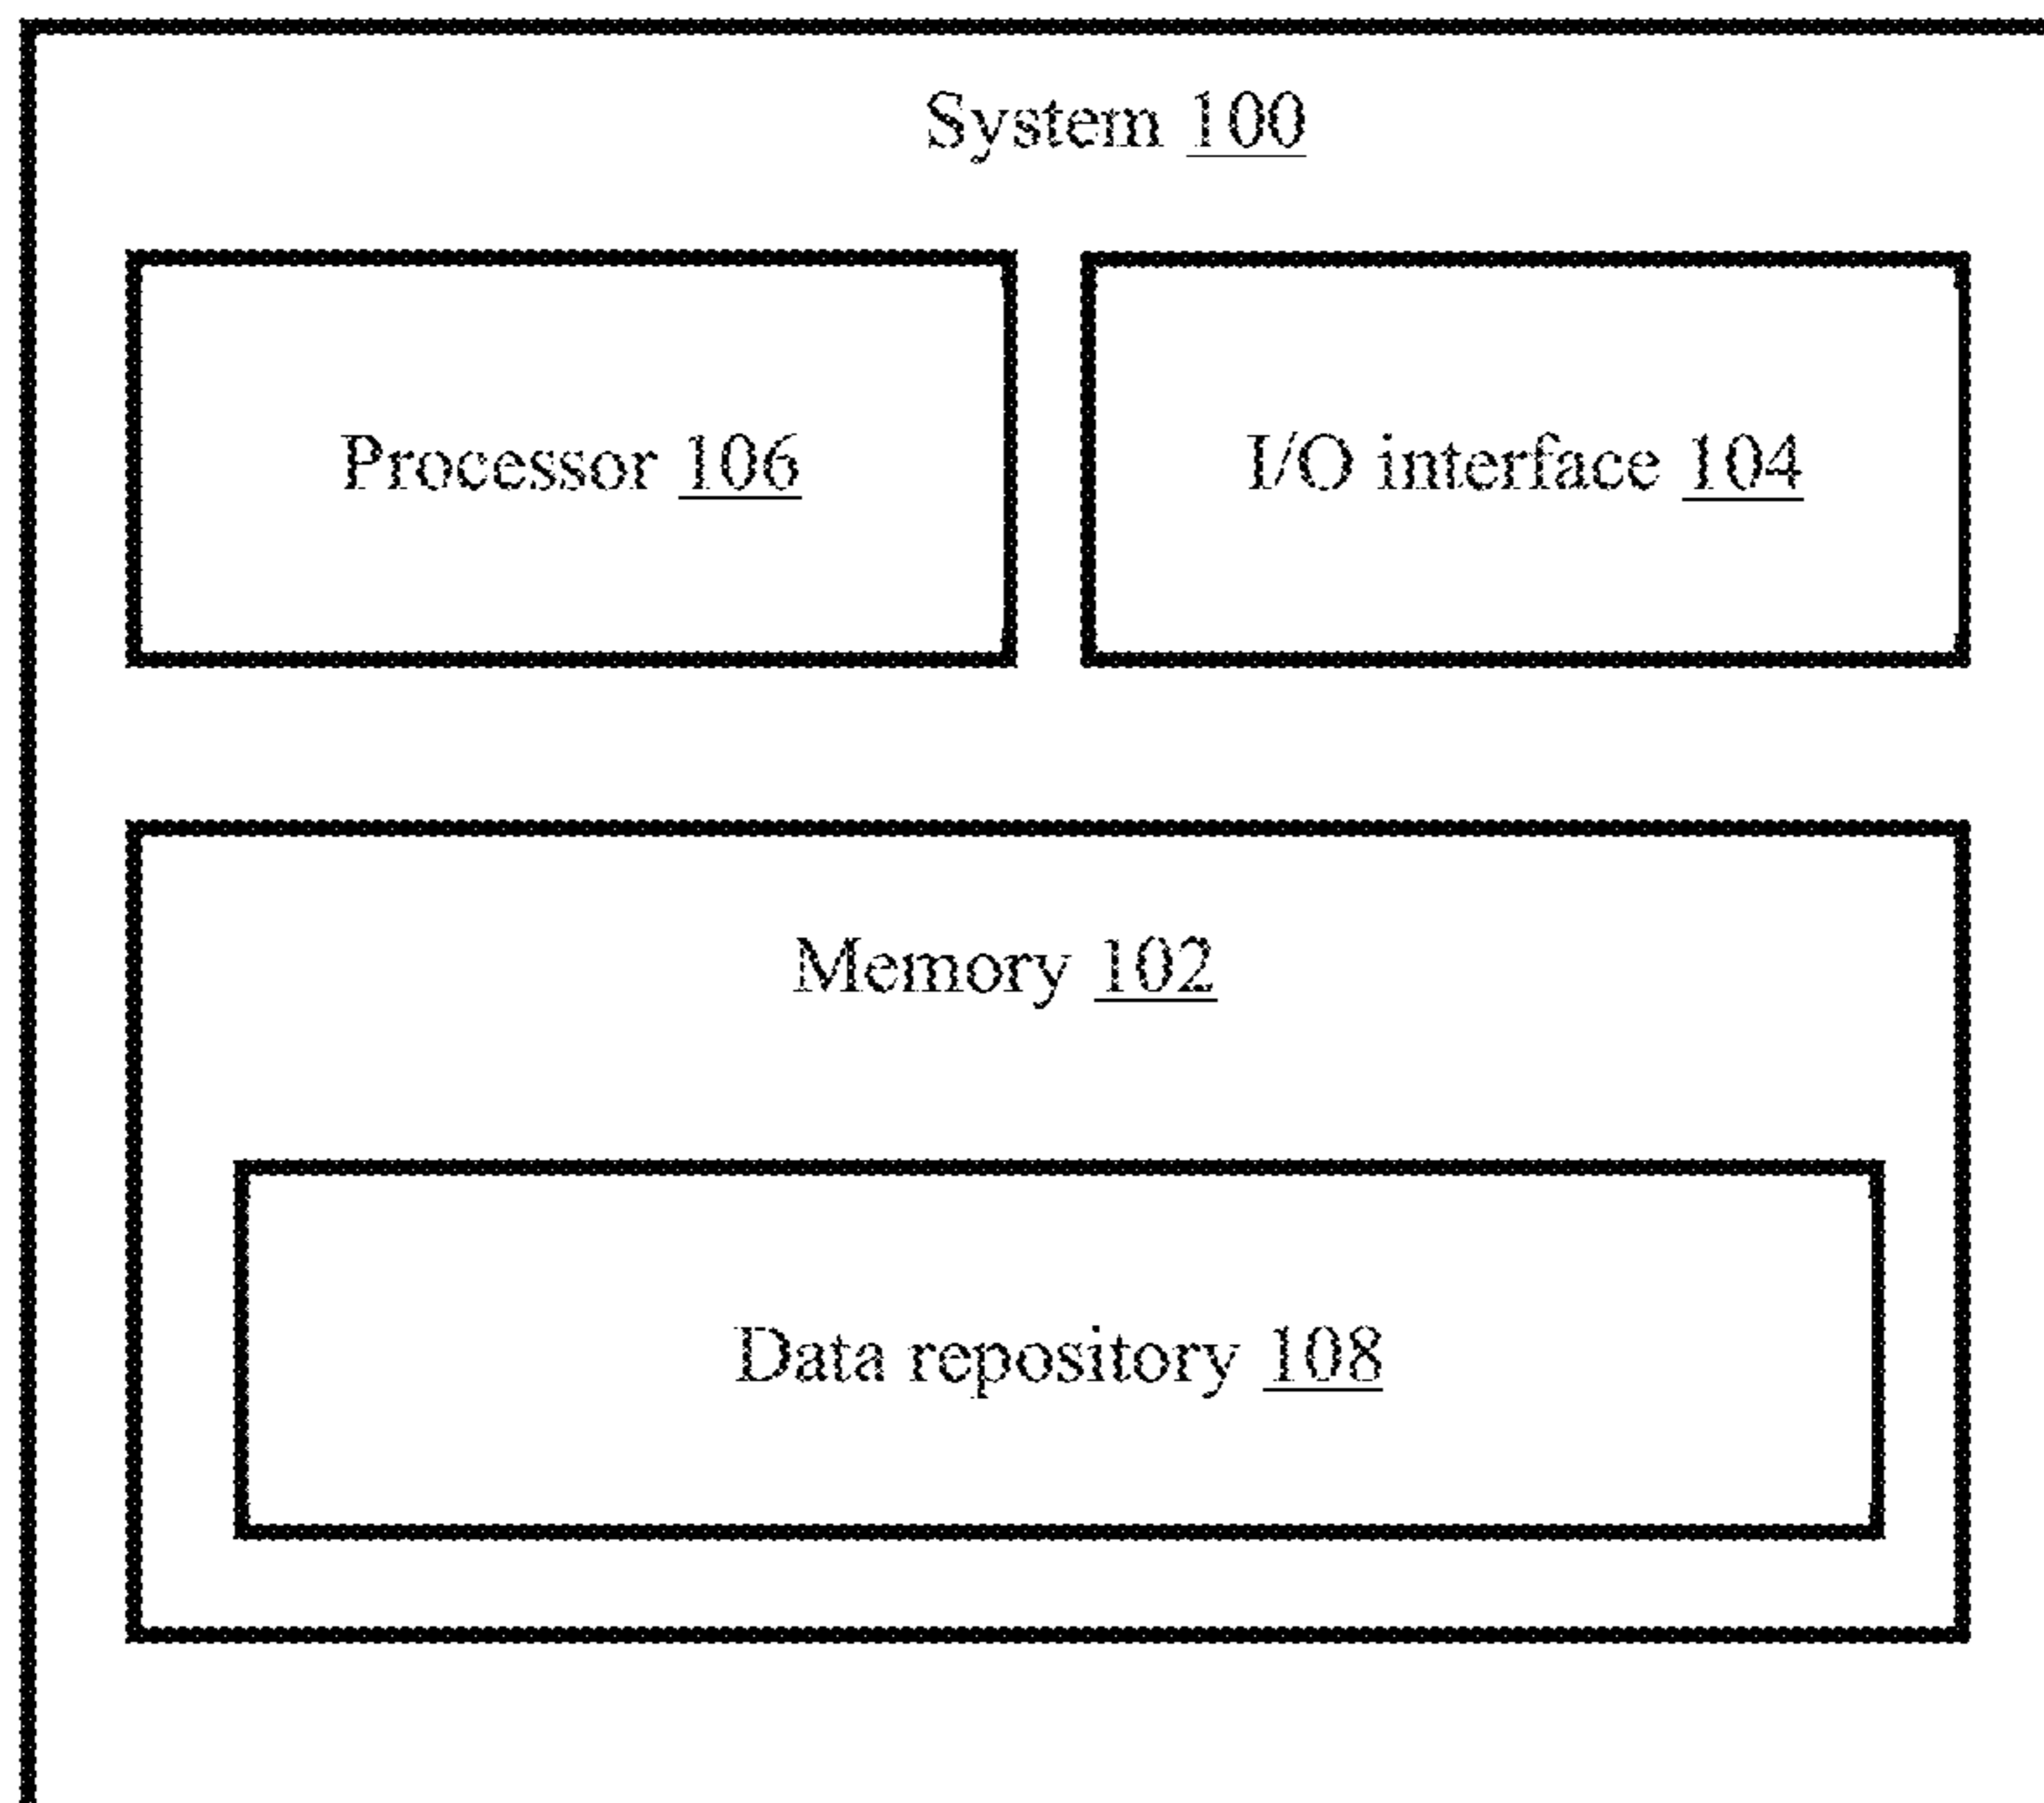 System 100
Processor 106
I/O interface 104
Memory 102
Data repository 108